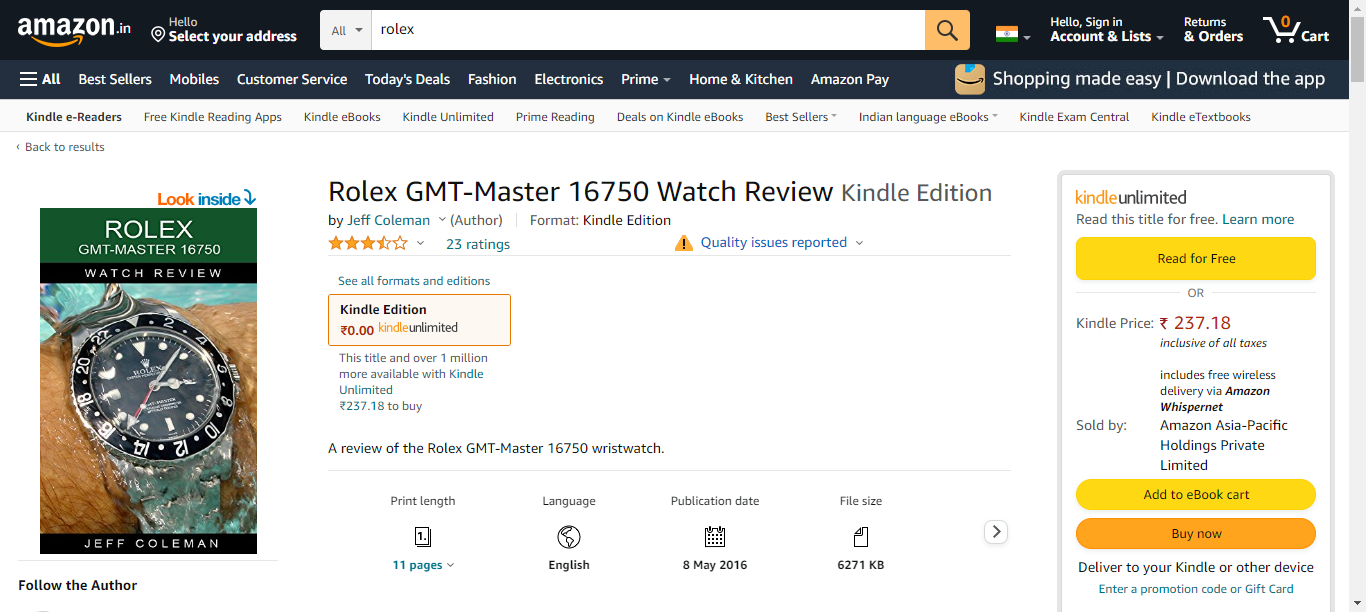 amazon.in
Hello
Select your address
All
rolex
Hello, Sign in
Account & Lists
Returns
& Orders
0
Cart
All
Best Sellers
Mobiles
Customer Service
Today's Deals
Fashion
Electronics
Prime
Home & Kitchen
Amazon Pay
Shopping made easy | Download the app
Kindle e-Readers
Free Kindle Reading Apps
Kindle eBooks
Kindle Unlimited
Prime Reading
Deals on Kindle eBooks
Best Sellers
Indian language eBooks
Kindle Exam Central
Kindle eTextbooks
‹ Back to results
Look inside
ROLEX
GMT-MASTER 16750
WATCH REVIEW
ROLEX
JEFF COLEMAN
Follow the Author
Rolex GMT-Master 16750 Watch Review Kindle Edition
by Jeff Coleman (Author) Format: Kindle Edition
23 ratings
Quality issues reported
See all formats and editions
Kindle Edition
₹0.00 kindleunlimited
This title and over 1 million
more available with Kindle
Unlimited
₹237.18 to buy
A review of the Rolex GMT-Master 16750 wristwatch.
Print length
1.
11 pages
Language
English
Publication date
8 May 2016
File size
6271 KB
kindleunlimited
Read this title for free. Learn more
Read for Free
OR
Kindle Price: ₹ 237.18
inclusive of all taxes
includes free wireless
delivery via Amazon
Whispernet
Sold by: Amazon Asia-Pacific
Holdings Private
Limited
Add to eBook cart
Buy now
Deliver to your Kindle or other device
Enter a promotion code or Gift Card